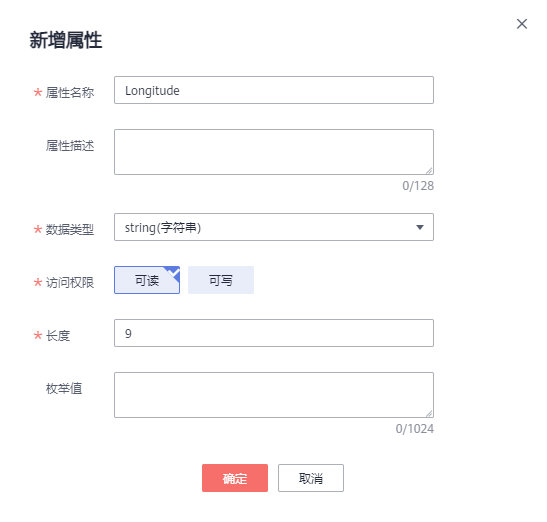 新增属性
* 属性名称 Longitude
属性描述
0/128
* 数据类型 string(字符串)
* 访问权限 可读 可写
* 长度 9
枚举值
0/1024
确定 取消